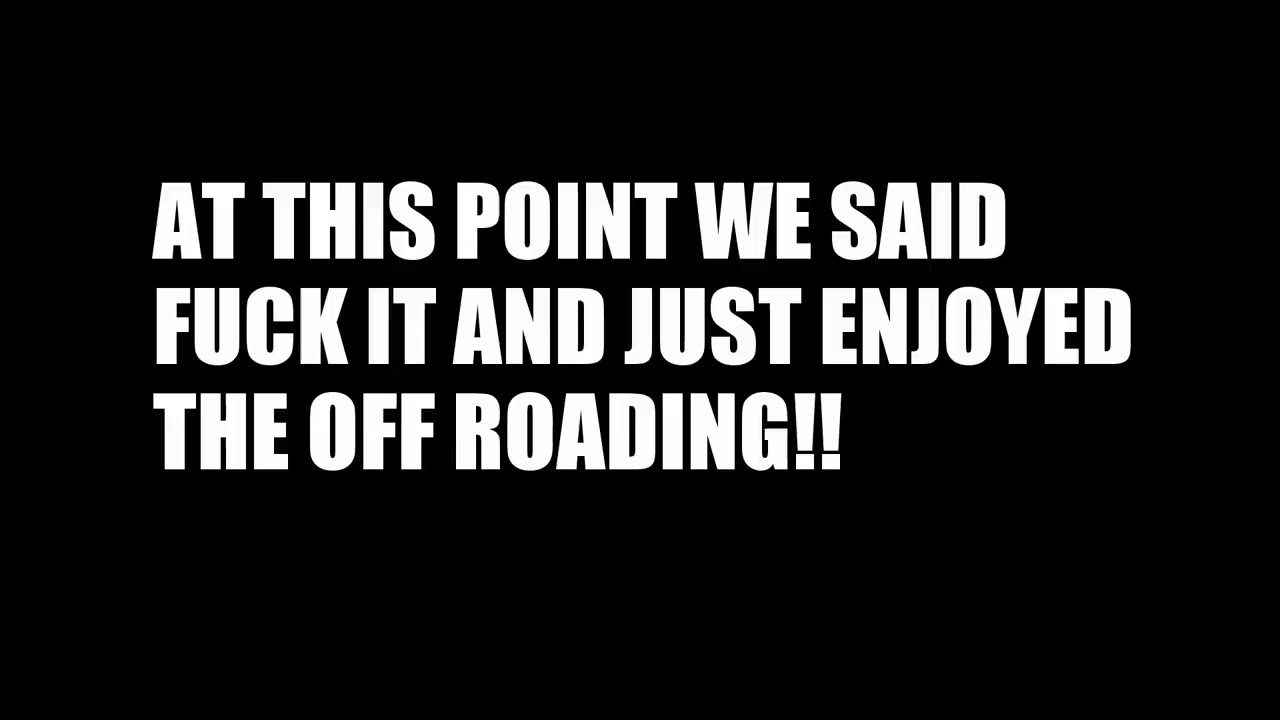 AT THIS POINT WE SAID
FUCK IT AND JUST ENJOYED
THE OFF ROADING!!